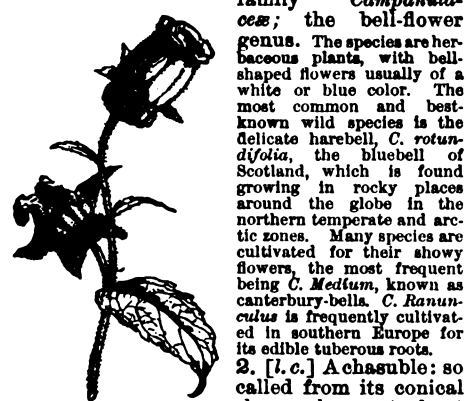 family Campanula-
ceæ; the bell-flower
genus. The species are her-
baceous plants, with bell-
shaped flowers usually of a
white or blue color. The
most common and best-
known wild species is the
delicate harebell, C. rotun-
difolia, the bluebell of
Scotland, which is found
growing in rocky places
around the globe in the
northern temperate and arc-
tic zones. Many species are
cultivated for their showy
flowers, the most frequent
being C. Medium, known as
canterbury-bells. C. Ranun-
culus is frequently cultivat-
ed in southern Europe for
its edible tuberous roots.
2. [l. c.] A chasuble: so
called from its conical